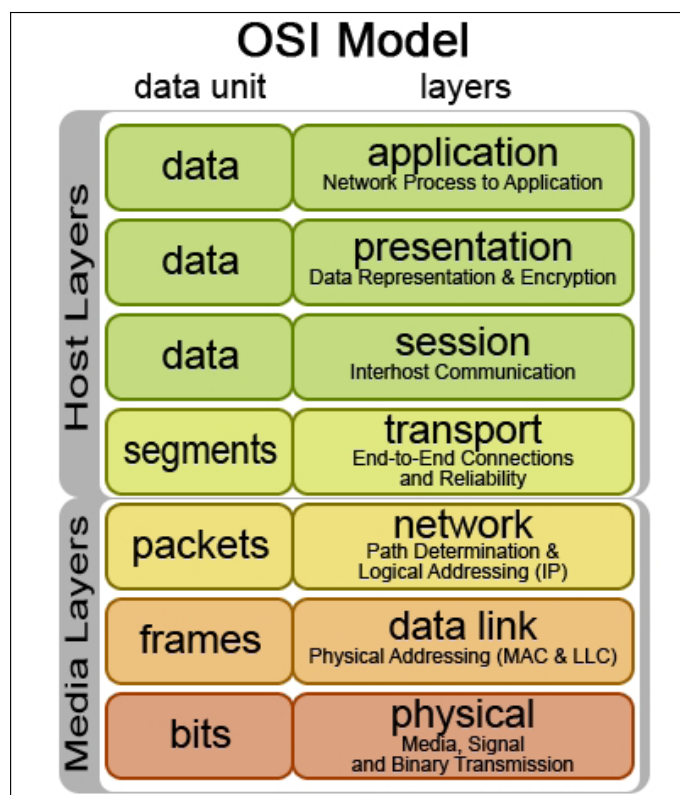 OSI Model
data unit layers
Host Layers
data application
Network Process to Application
data presentation
Data Representation & Encryption
data session
Interhost Communication
segments transport
End-to-End Connections
and Reliability
Media Layers
packets network
Path Determination &
Logical Addressing (IP)
frames data link
Physical Addressing (MAC & LLC)
bits physical
Media, Signal
and Binary Transmission